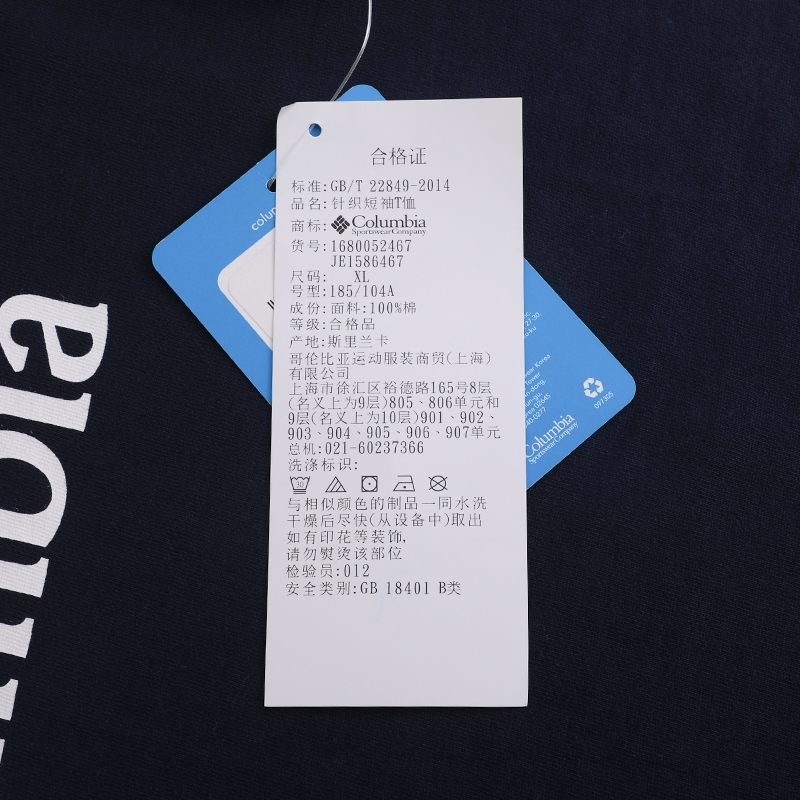 合格证
标准:GB/T 22849-2014
品名:针织短袖T恤
商标: Columbia
Sportswear Company
货号:1680052467
JE1586467
尺码: XL
号型:185/104A
成份:面料:100%棉
等级:合格品
产地:斯里兰卡
哥伦比亚运动服装商贸(上海)
有限公司
上海市徐汇区裕德路165号8层
(名义上为9层)805、806单元和
9层(名义上为10层)901、902、
903、904、905、906、907单元
总机:021-60237366
洗涤标识:
30
与相似颜色的制品一同水洗
干燥后尽快(从设备中)取出
如有印花等装饰,
请勿熨烫该部位
检验员:012
安全类别:GB 18401 B类
097305
Columbia
Sportswear Company